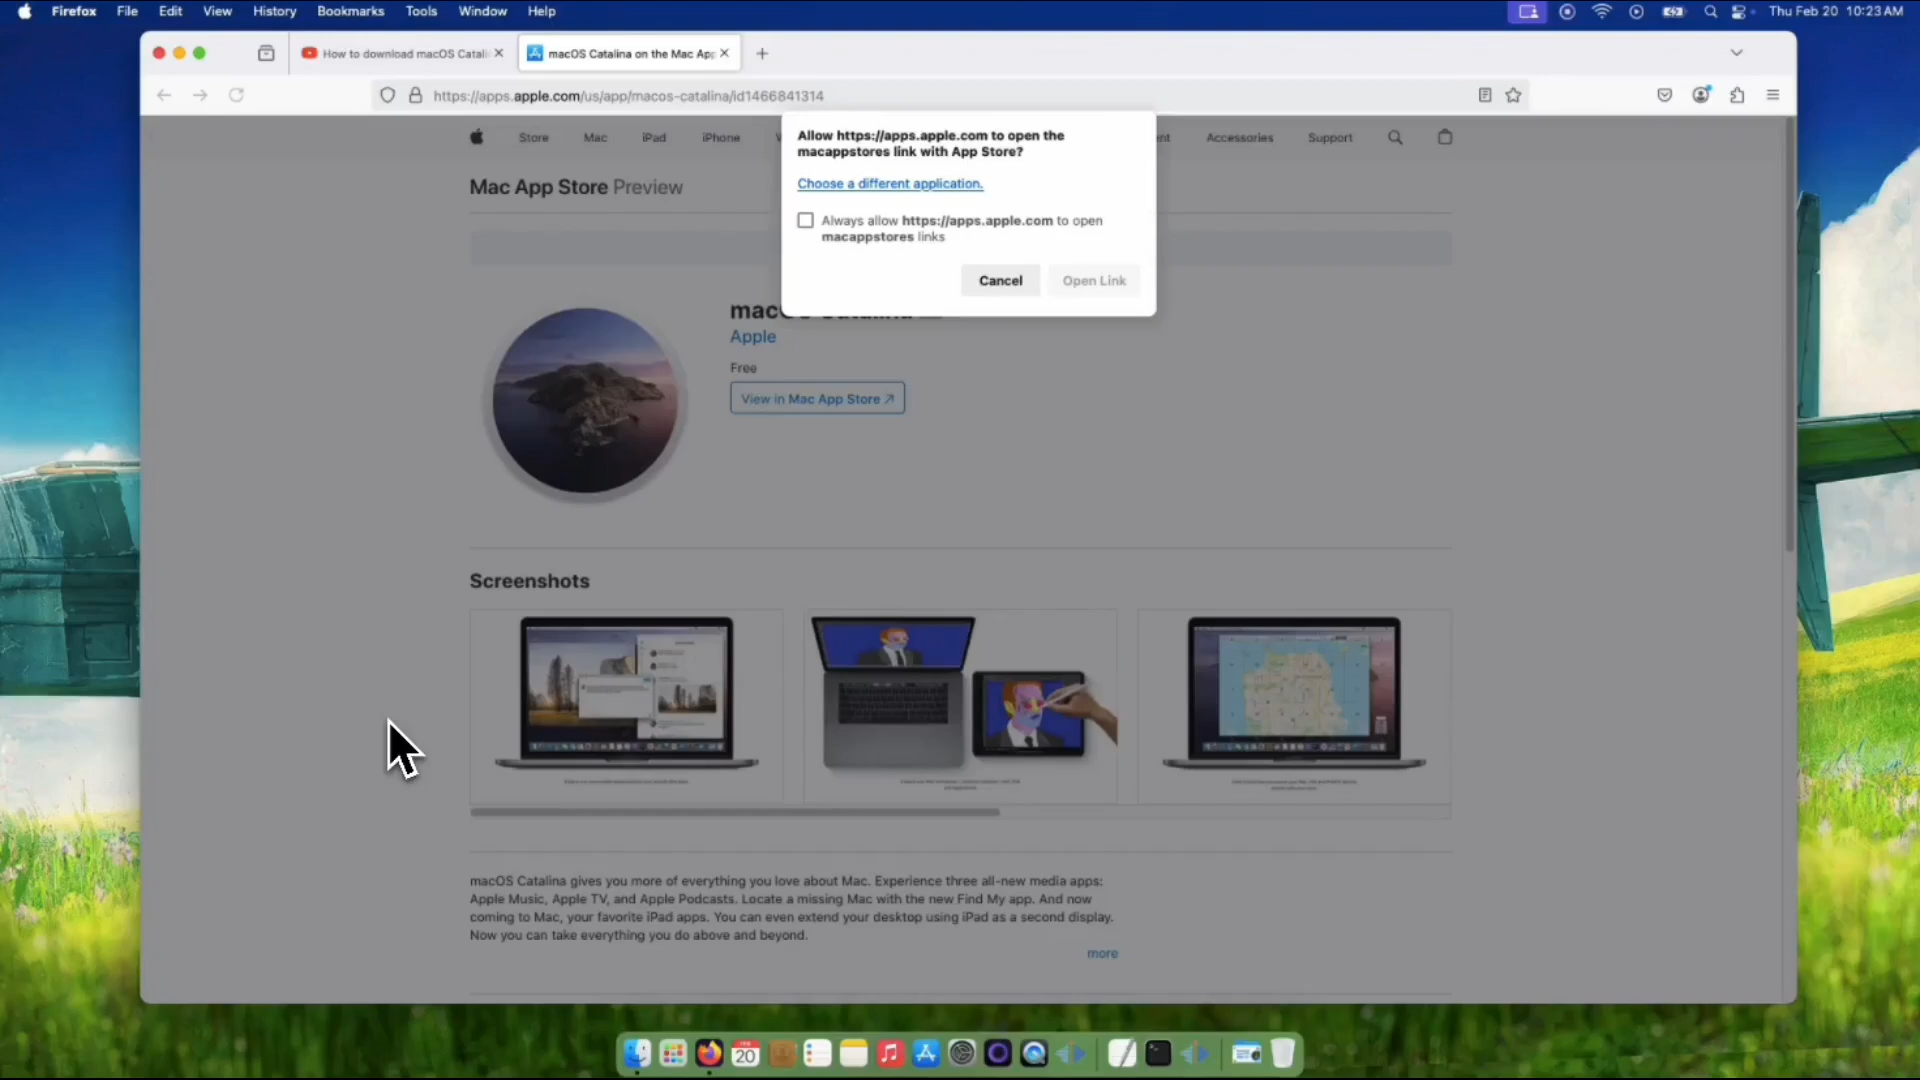 Firefox File Edit View History Bookmarks Tools Window Help
Thu Feb 20 10:23 AM
How to download macOS Catali
macOS Catalina on the Mac App
https://apps.apple.com/us/app/macos-catalina/id1466841314
Store Mac iPad iPhone
Accessories Support
Mac App Store Preview
Allow https://apps.apple.com to open the
macappstores link with App Store?
Choose a different application.
Always allow https://apps.apple.com to open
macappstores links
Cancel Open Link
macOS Catalina
Apple
Free
View in Mac App Store ↗
Screenshots
macOS Catalina gives you more of everything you love about Mac. Experience three all-new media apps:
Apple Music, Apple TV, and Apple Podcasts. Locate a missing Mac with the new Find My app. And now
coming to Mac, your favorite iPad apps. You can even extend your desktop using iPad as a second display.
Now you can take everything you do above and beyond.
more
FEB
20